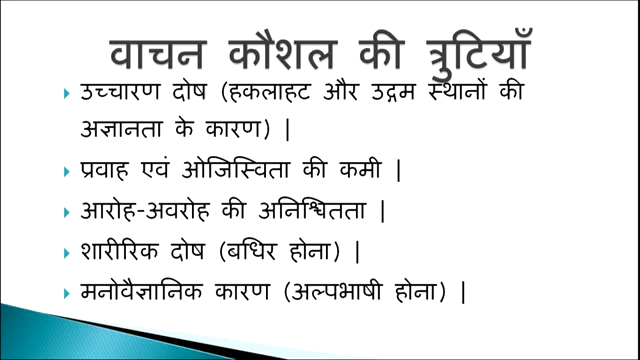 वाचन कौशल की त्रुटियाँ
उच्चारण दोष (हकलाहट और उद्गम स्थानों की
अज्ञानता के कारण) |
प्रवाह एवं ओजिस्विता की कमी |
आरोह-अवरोह की अनिश्चितता |
शारीरिक दोष (बधिर होना) |
मनोवैज्ञानिक कारण (अल्पभाषी होना) |